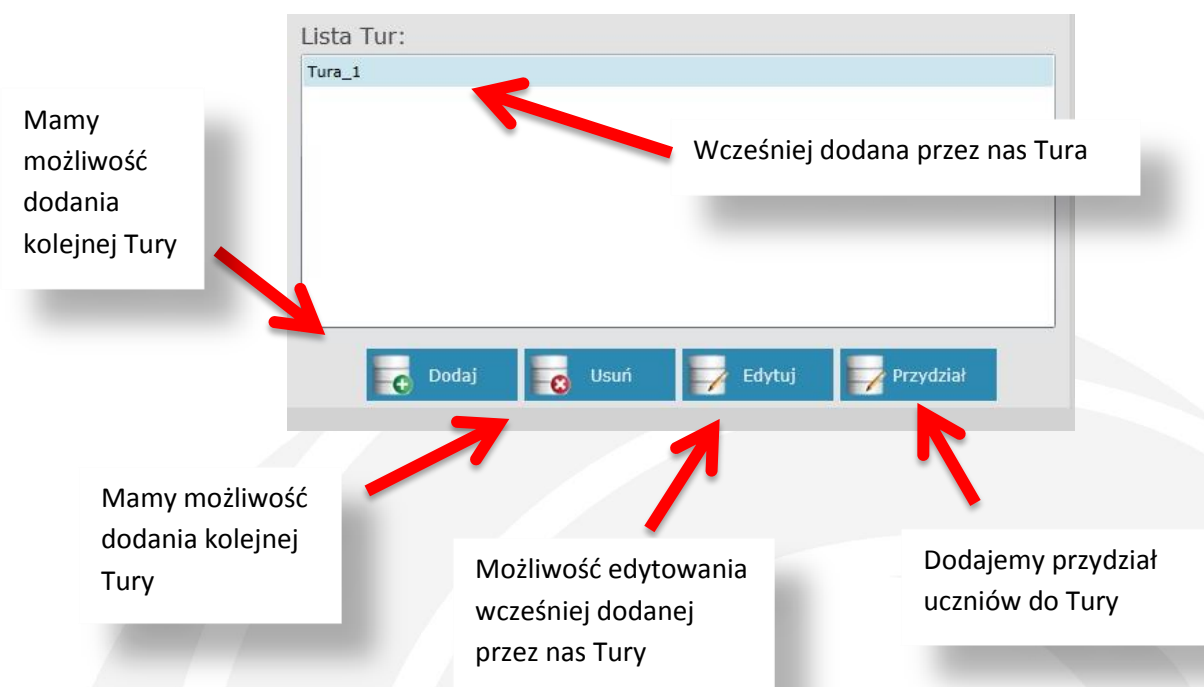 Lista Tur:
Tura_1
Mamy
możliwość
dodania
kolejnej Tury
Wcześniej dodana przez nas Tura
Dodaj
Usuń
Edytuj
Przydział
Mamy możliwość
dodania kolejnej
Tury
Możliwość edytowania
wcześniej dodanej
przez nas Tury
Dodajemy przydział
uczniów do Tury